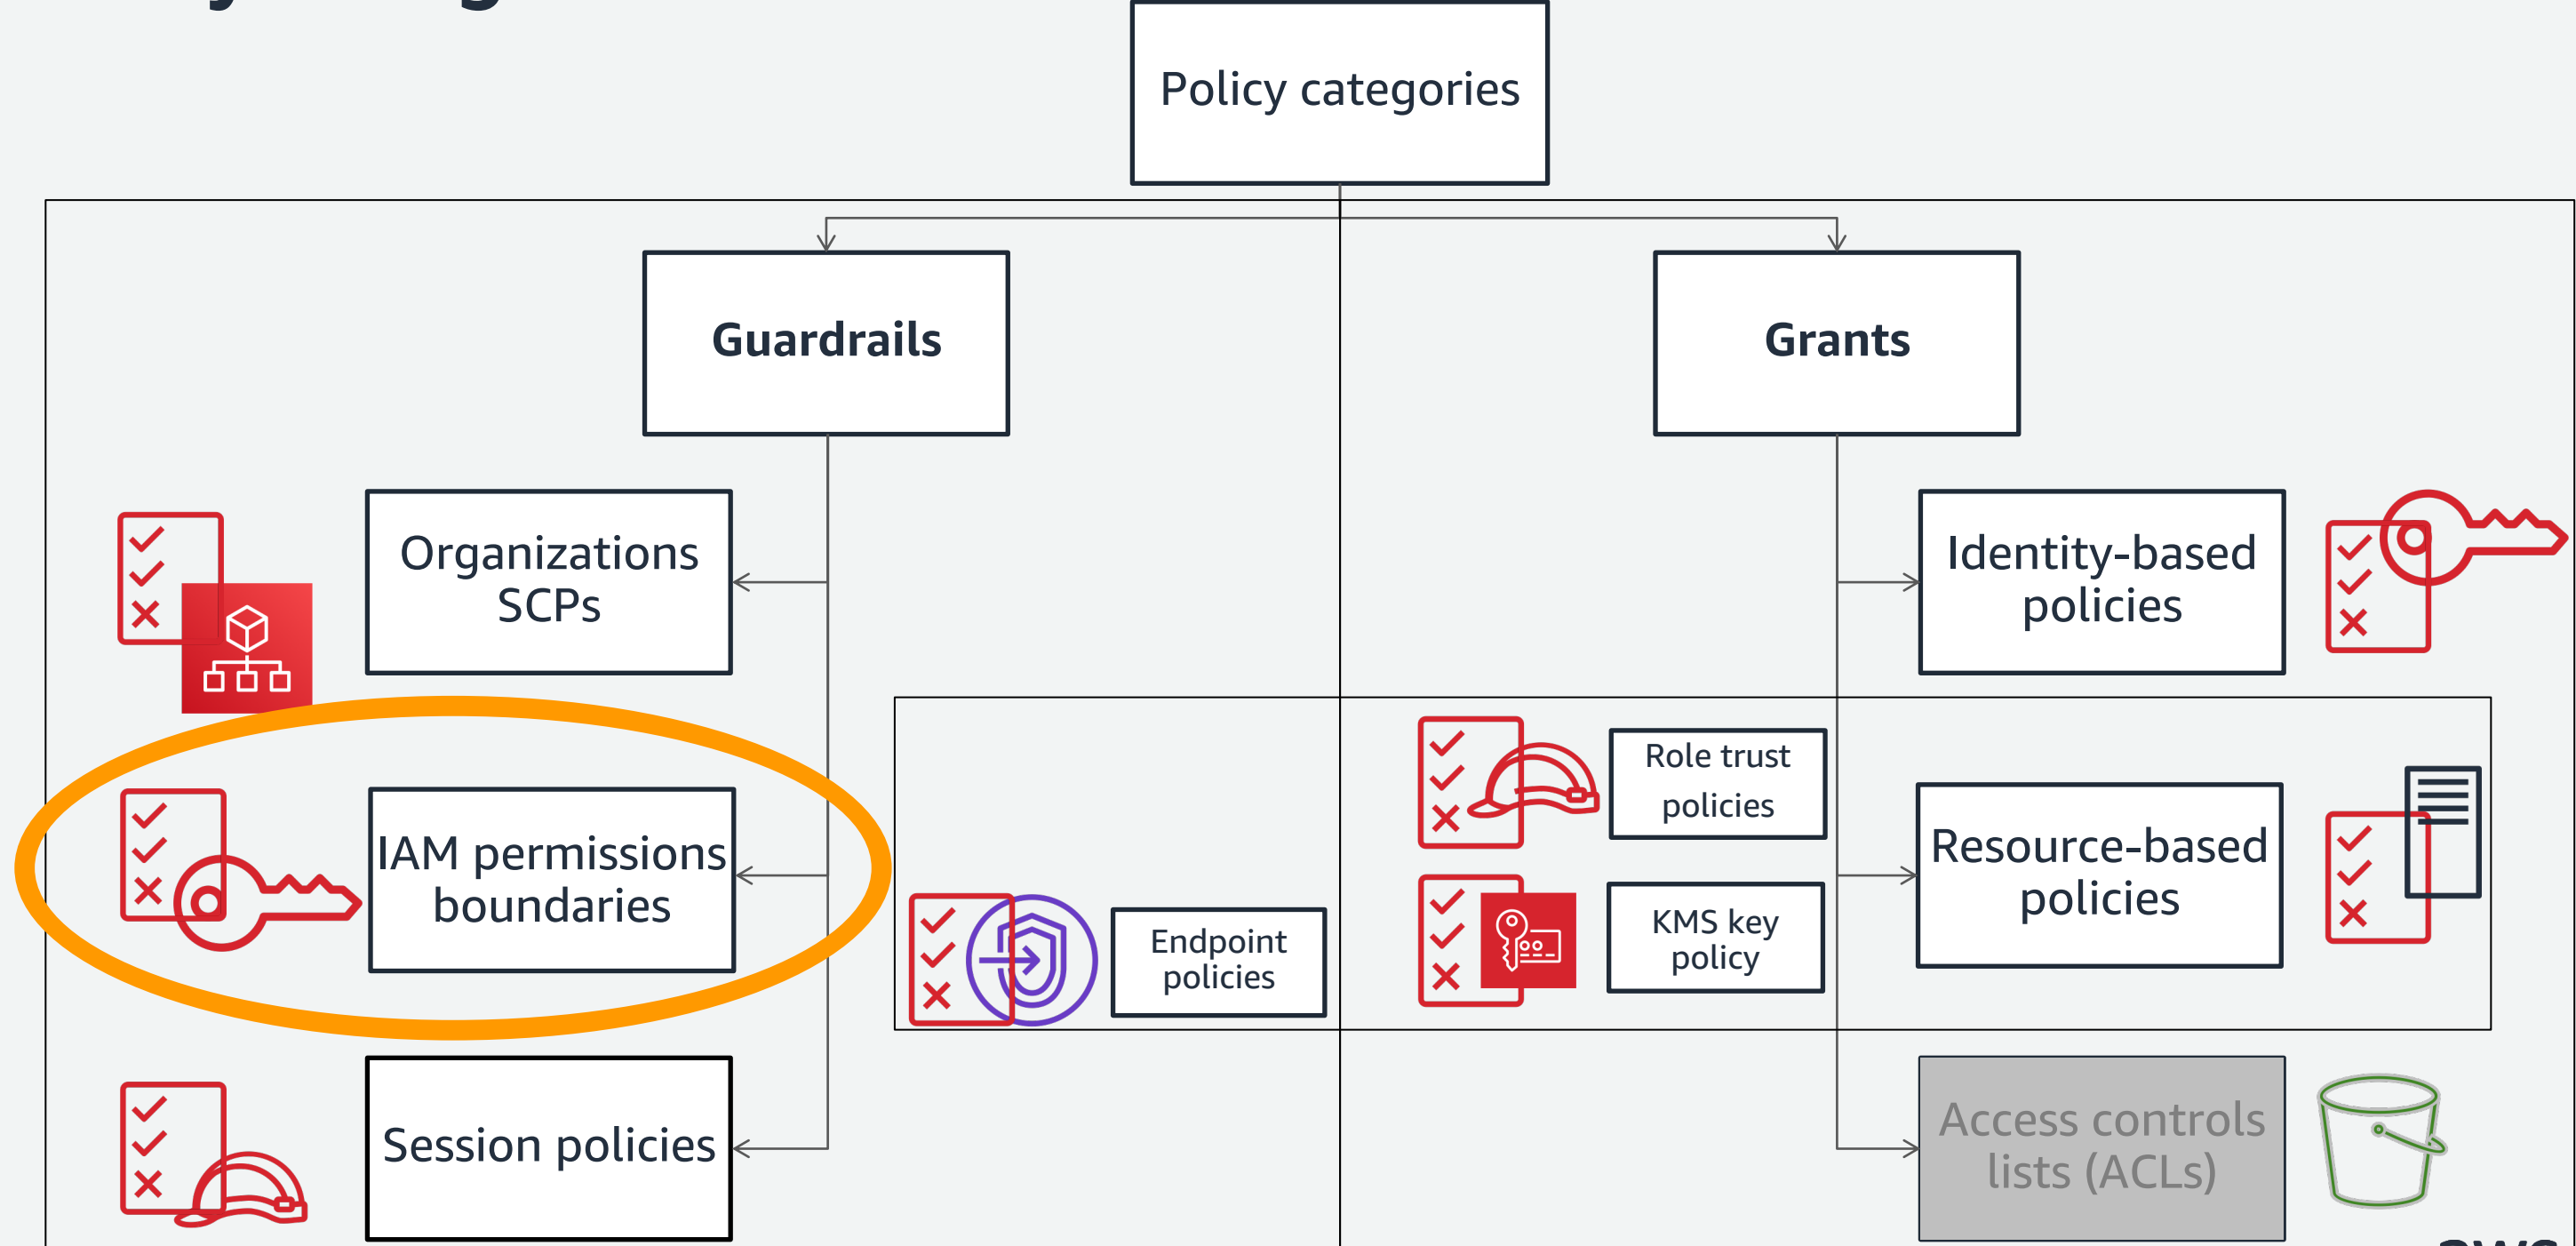 Policy categories
Guardrails
Grants
Organizations
SCPs
Identity-based
policies
IAM permissions
boundaries
Endpoint
policies
Role trust
policies
KMS key
policy
Resource-based
policies
Session policies
Access controls
lists (ACLs)